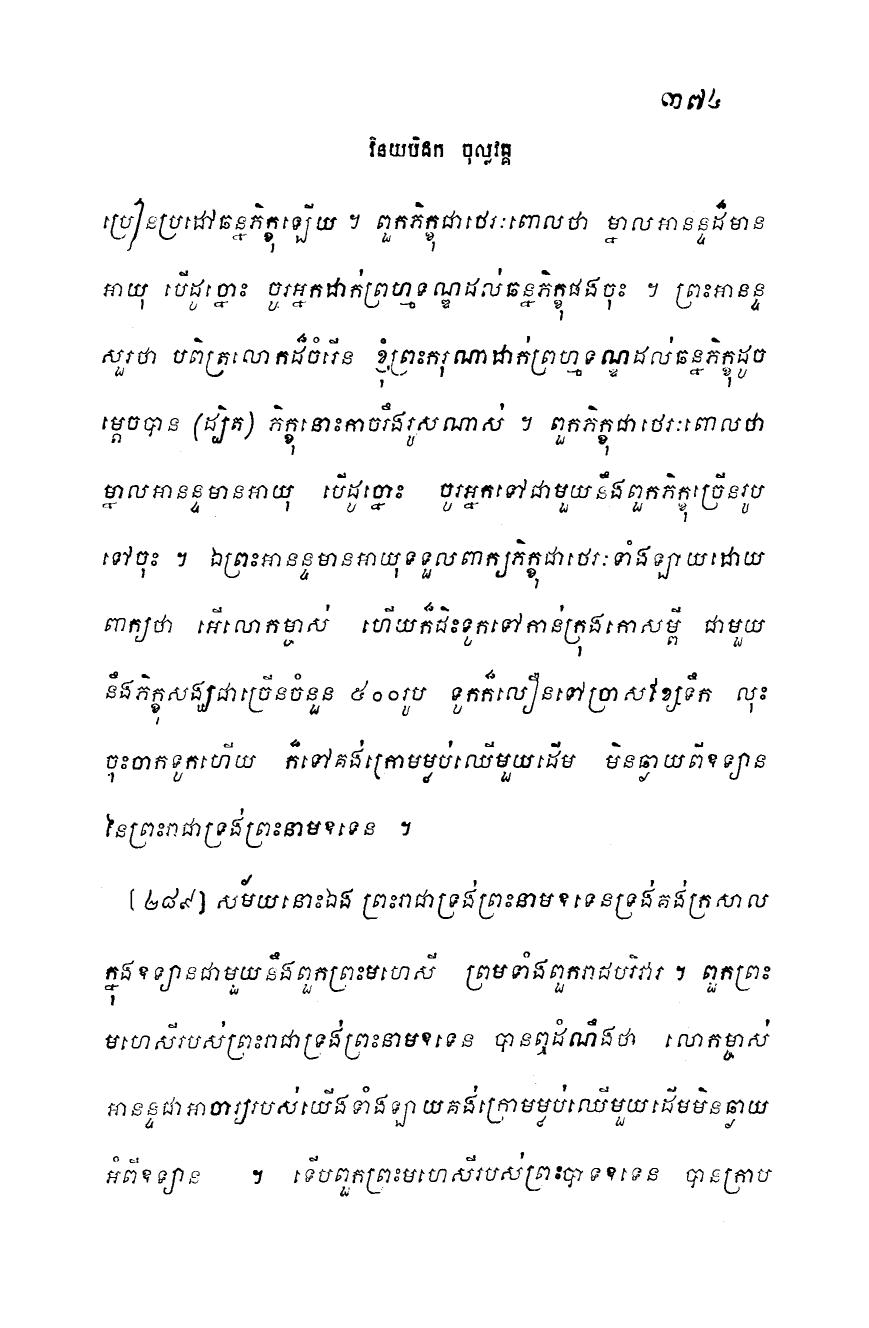 ៣៧៤
វិនយបិដក ចុល្លវគ្គ
ប្រៀនប្រដៅឆន្នភិក្ខុឡើយ ។ ពួកភិក្ខុជាថេរៈពោលថា ម្នាលអានន្ទដ៏មាន
អាយុ បើដូច្នោះ ចូរអ្នកដាក់ព្រហ្មទណ្ឌដល់ឆន្នភិក្ខុផងចុះ ។ ព្រះអានន្ទ
សួរថា បពិត្រលោកដ៏ចំរើន ខ្ញុំព្រះករុណាដាក់ព្រហ្មទណ្ឌដល់ឆន្នភិក្ខុដូច
ម្តេចបាន (ដ្បិត) ភិក្ខុនោះកាចរឹងរូសណាស់ ។ ពួកភិក្ខុជាថេរៈពោលថា
ម្នាលអានន្ទមានអាយុ បើដូច្នោះ ចូរអ្នកទៅជាមួយនឹងពួកភិក្ខុច្រើនរូប
ទៅចុះ ។ ឯព្រះអានន្ទមានអាយុទទួលពាក្យភិក្ខុជាថេរៈទាំងឡាយដោយ
ពាក្យថា អើលោកម្ចាស់ ហើយក៏ជិះទូកទៅកាន់ក្រុងកោសម្ពី ជាមួយ
នឹងភិក្ខុសង្ឃជាច្រើនចំនួន ៥០០រូប ទូកក៏លឿនទៅច្រាសខ្សែទឹក លុះ
ចុះចាកទូកហើយ ក៏ទៅគង់ក្រោមម្លប់ឈើមួយដើម មិនឆ្ងាយពីឧទ្យាន
នៃព្រះរាជាទ្រង់ព្រះនាមឧទេន ។
[៤៨៩] សម័យនោះឯង ព្រះរាជាទ្រង់ព្រះនាមឧទេនទ្រង់គង់ក្រសាល
ក្នុងឧទ្យានជាមួយនឹងពួកព្រះមហេសី ព្រមទាំងពួករាជបរិវារ ។ ពួកព្រះ
មហេសីរបស់ព្រះរាជាទ្រង់ព្រះនាមឧទេន បានឮដំណឹងថា លោកម្ចាស់
អានន្ទជាអាចារ្យរបស់យើងទាំងឡាយគង់ក្រោមម្លប់ឈើមួយដើមមិនឆ្ងាយ
អំពីឧទ្យាន ។ ទើបពួកព្រះមហេសីរបស់ព្រះបាទឧទេន បានក្រាប